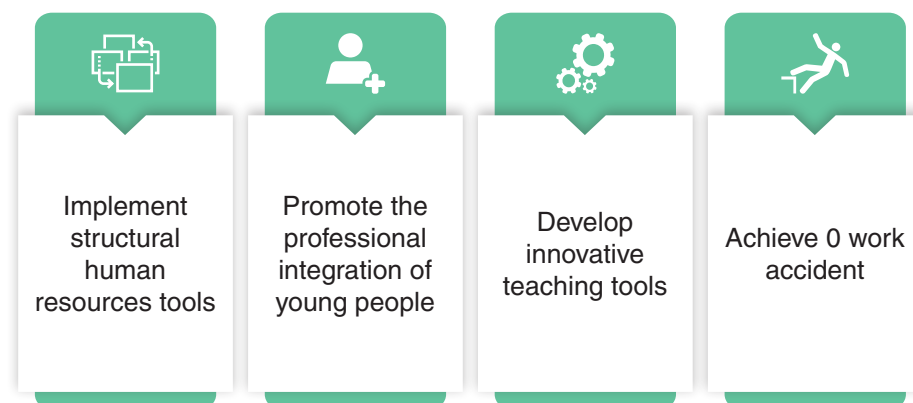 Implement
structural
human
resources tools
Promote the
professional
integration of
young people
Develop
innovative
teaching tools
Achieve 0 work
accident